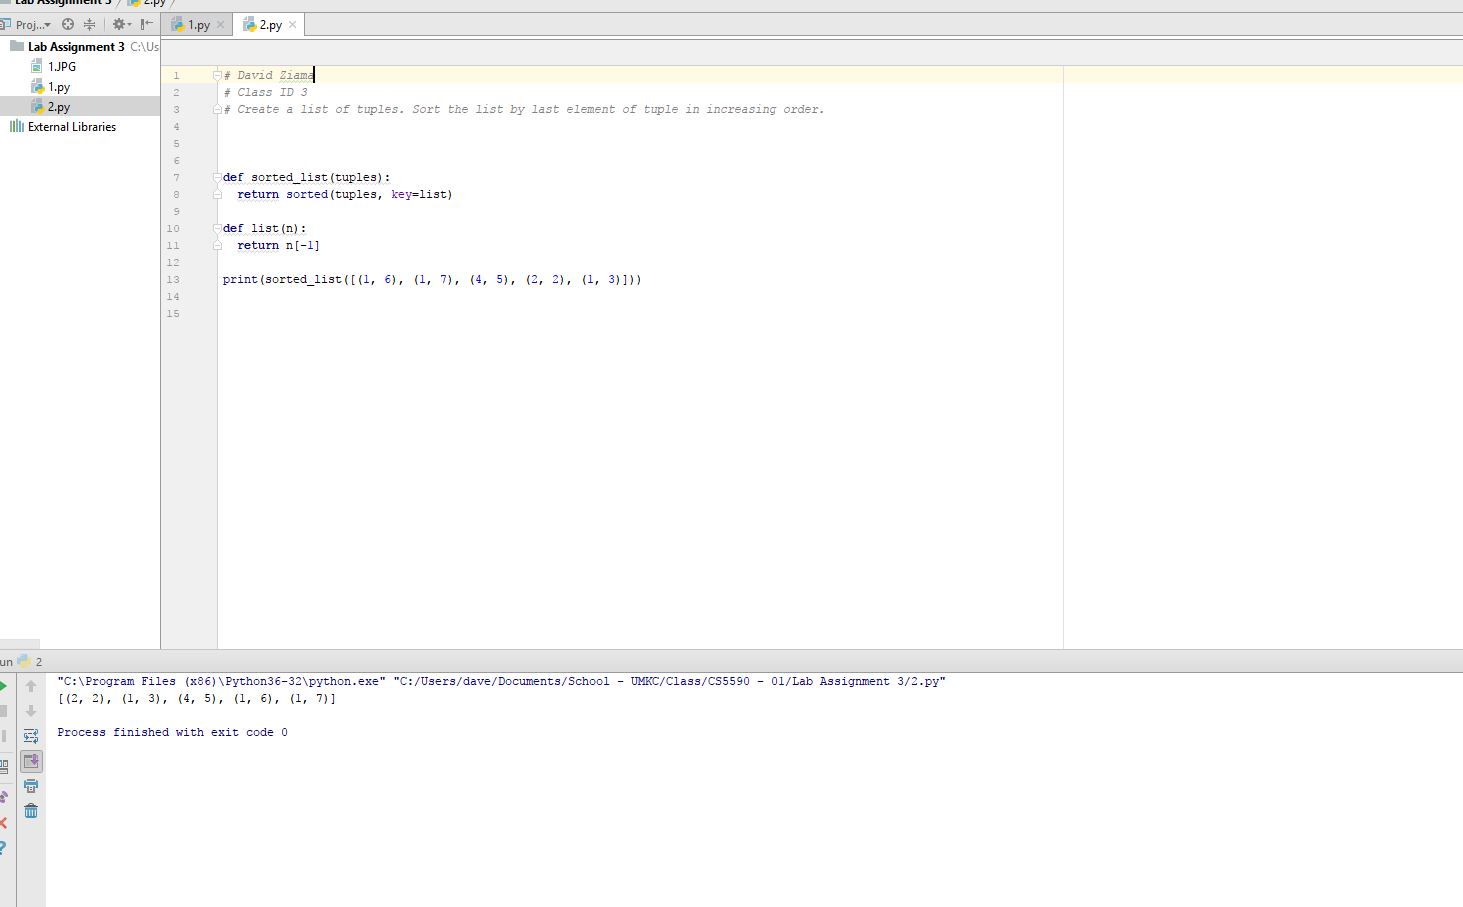 Lab Assignment 3 2.py
Proj...
1.py
2.py
Lab Assignment 3 C:\Us
1.JPG
1.py
2.py
External Libraries
1 # David Ziama
2 # Class ID 3
3 # Create a list of tuples. Sort the list by last element of tuple in increasing order.
4
5
6
7 def sorted_list(tuples):
8 return sorted(tuples, key=list)
9
10 def list(n):
11 return n[-1]
12
13 print(sorted_list([(1, 6), (1, 7), (4, 5), (2, 2), (1, 3)]))
14
15
un 2
"C:\Program Files (x86)\Python36-32\python.exe" "C:/Users/dave/Documents/School - UMKC/Class/CS5590 - 01/Lab Assignment 3/2.py"
[(2, 2), (1, 3), (4, 5), (1, 6), (1, 7)]
Process finished with exit code 0